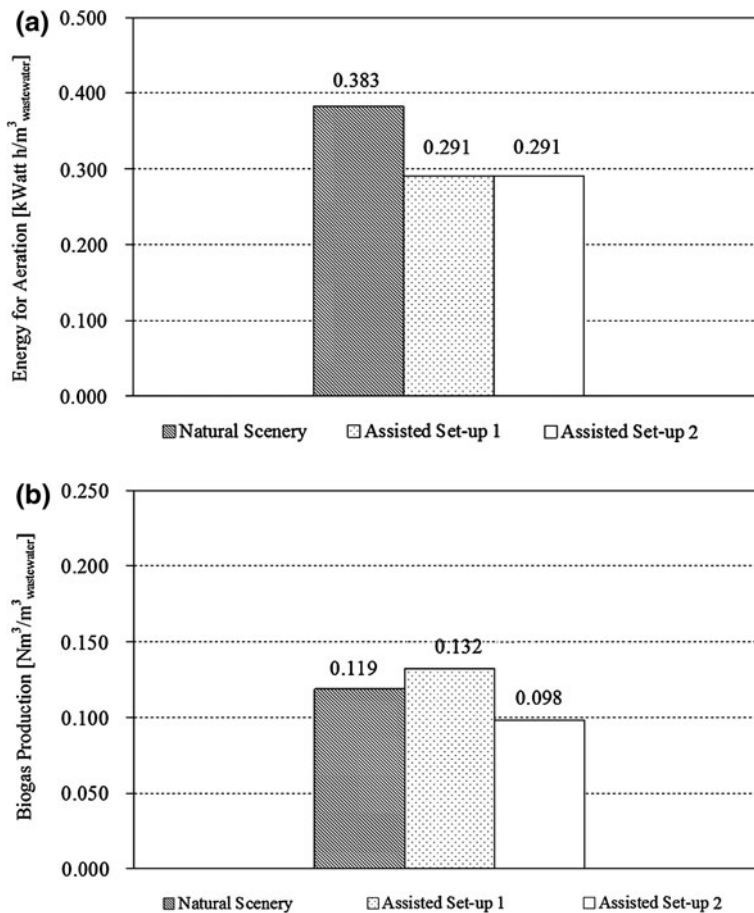 (a)
Energy for Aeration [kWatt h/m³ wastewater]
0.500
0.400
0.300
0.200
0.100
0.000
0.383
0.291
0.291
Natural Scenery
Assisted Set-up 1
Assisted Set-up 2
(b)
Biogas Production [Nm³/m³ wastewater]
0.250
0.200
0.150
0.100
0.050
0.000
0.119
0.132
0.098
Natural Scenery
Assisted Set-up 1
Assisted Set-up 2